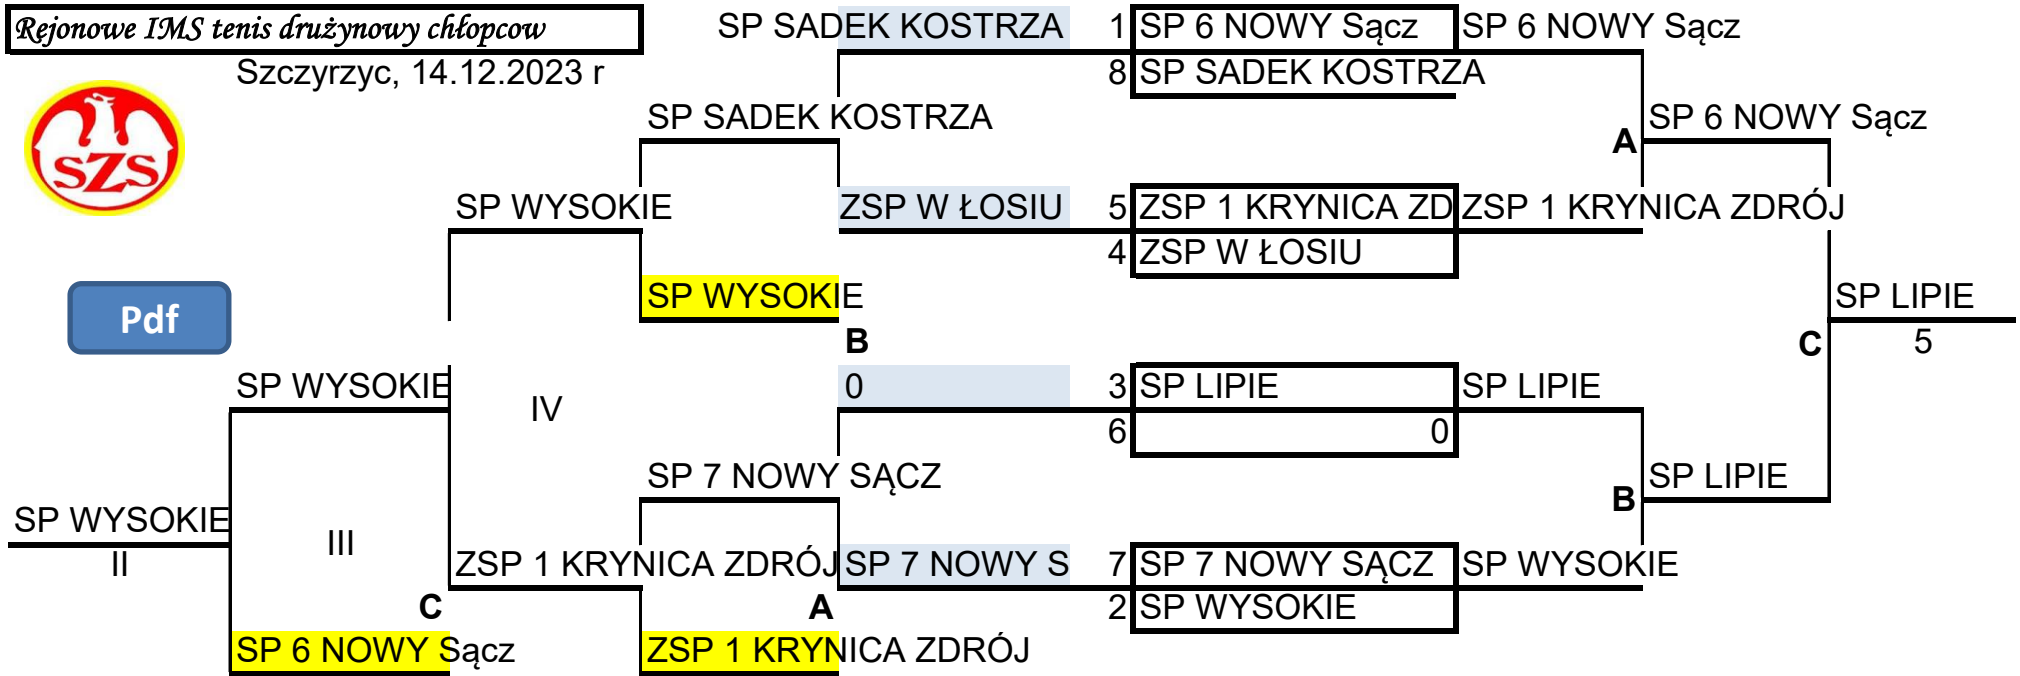 Rejonowe IMS tenis drużynowy chłopcow
SP SADEK KOSTRZA 1 SP 6 NOWY Sącz SP 6 NOWY Sącz
Szczyrzyc, 14.12.2023 r
8 SP SADEK KOSTRZA
SP SADEK KOSTRZA
SP 6 NOWY Sącz
A
SZS
SP WYSOKIE
ZSP W ŁOSIU 5 ZSP 1 KRYNICA ZD ZSP 1 KRYNICA ZDRÓJ
4 ZSP W ŁOSIU
SP WYSOKIE
SP LIPIE
Pdf
B
C
5
SP WYSOKIE
0 3 SP LIPIE SP LIPIE
IV
6 0
SP 7 NOWY SĄCZ
SP LIPIE
B
SP WYSOKIE
III
II
ZSP 1 KRYNICA ZDRÓJ SP 7 NOWY S 7 SP 7 NOWY SĄCZ SP WYSOKIE
C
A
2 SP WYSOKIE
SP 6 NOWY Sącz
ZSP 1 KRYNICA ZDRÓJ